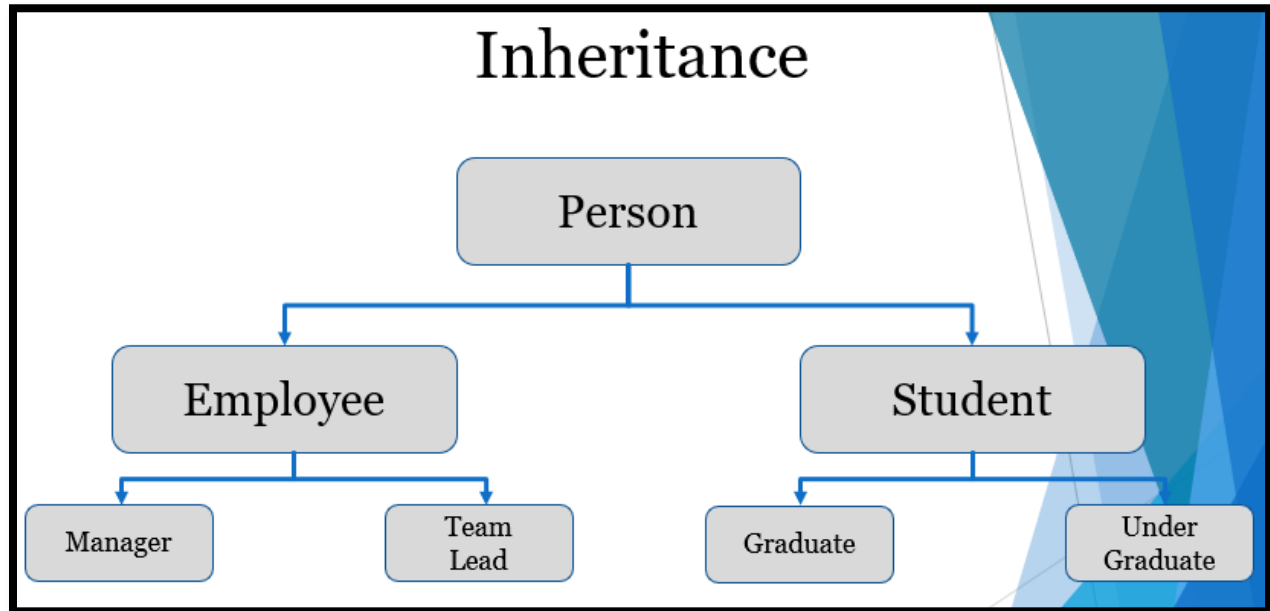 Inheritance
Person
Employee
Student
Manager
Team
Lead
Graduate
Under
Graduate